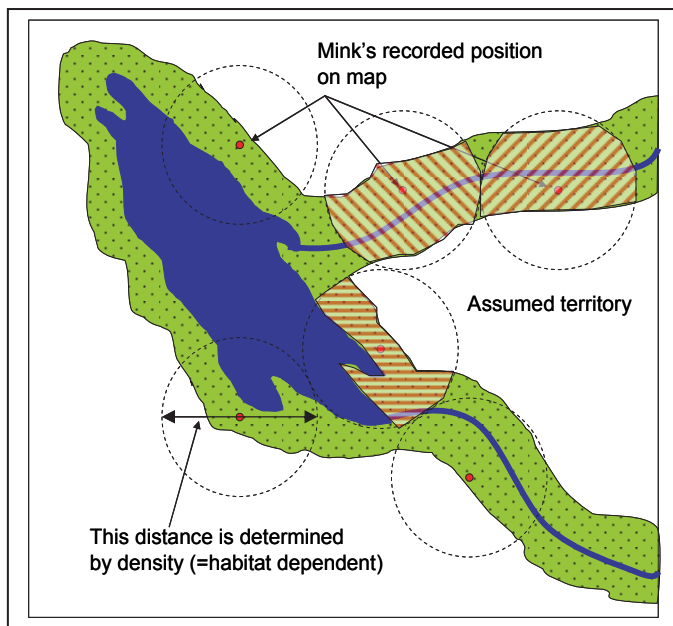 Mink's recorded position
on map
Assumed territory
This distance is determined
by density (=habitat dependent)